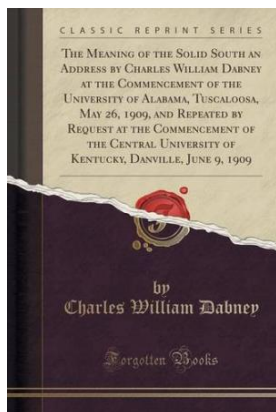 CLASSIC REPRINT SERIES
THE MEANING OF THE SOLID SOUTH AN
ADDRESS BY CHARLES WILLIAM DABNEY
AT THE COMMENCEMENT OF THE
UNIVERSITY OF ALABAMA, TUSCALOOSA,
MAY 26, 1909, AND REPEATED BY
REQUEST AT THE COMMENCEMENT OF
THE CENTRAL UNIVERSITY OF
KENTUCKY, DANVILLE, JUNE 9, 1909
by
Charles William Dabney
Forgotten Books